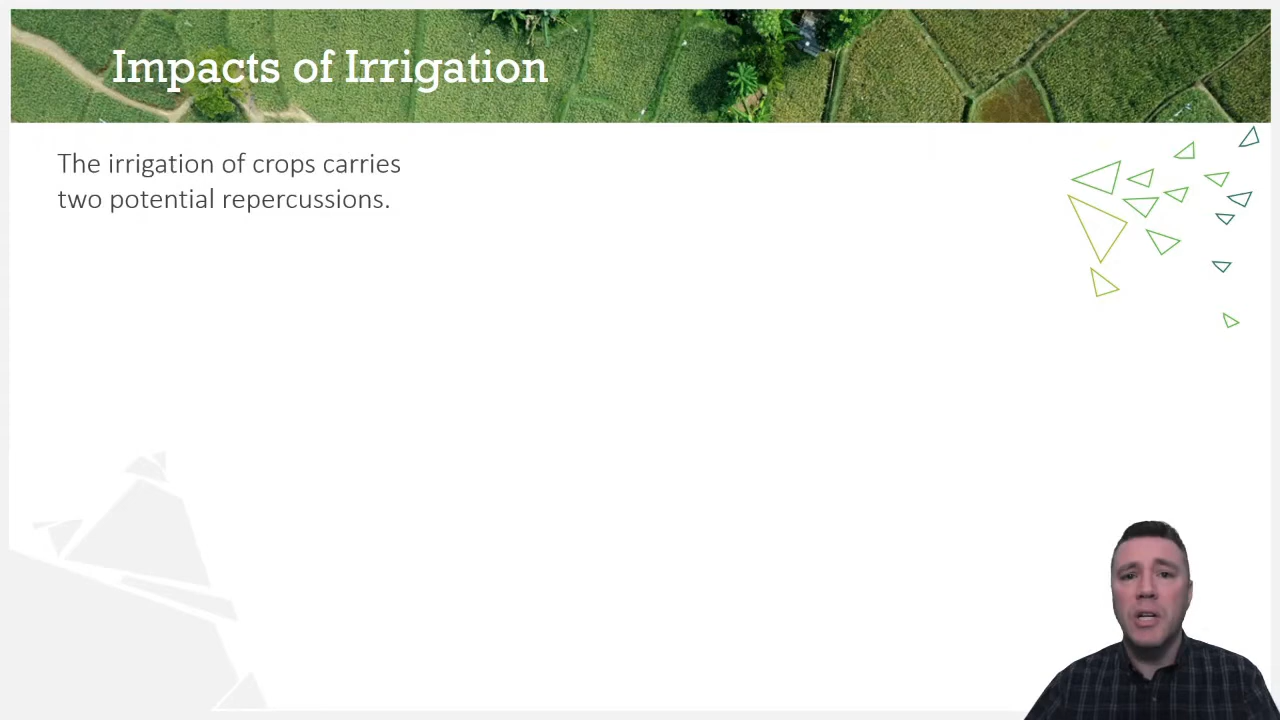 Impacts of Irrigation
The irrigation of crops carries
two potential repercussions.